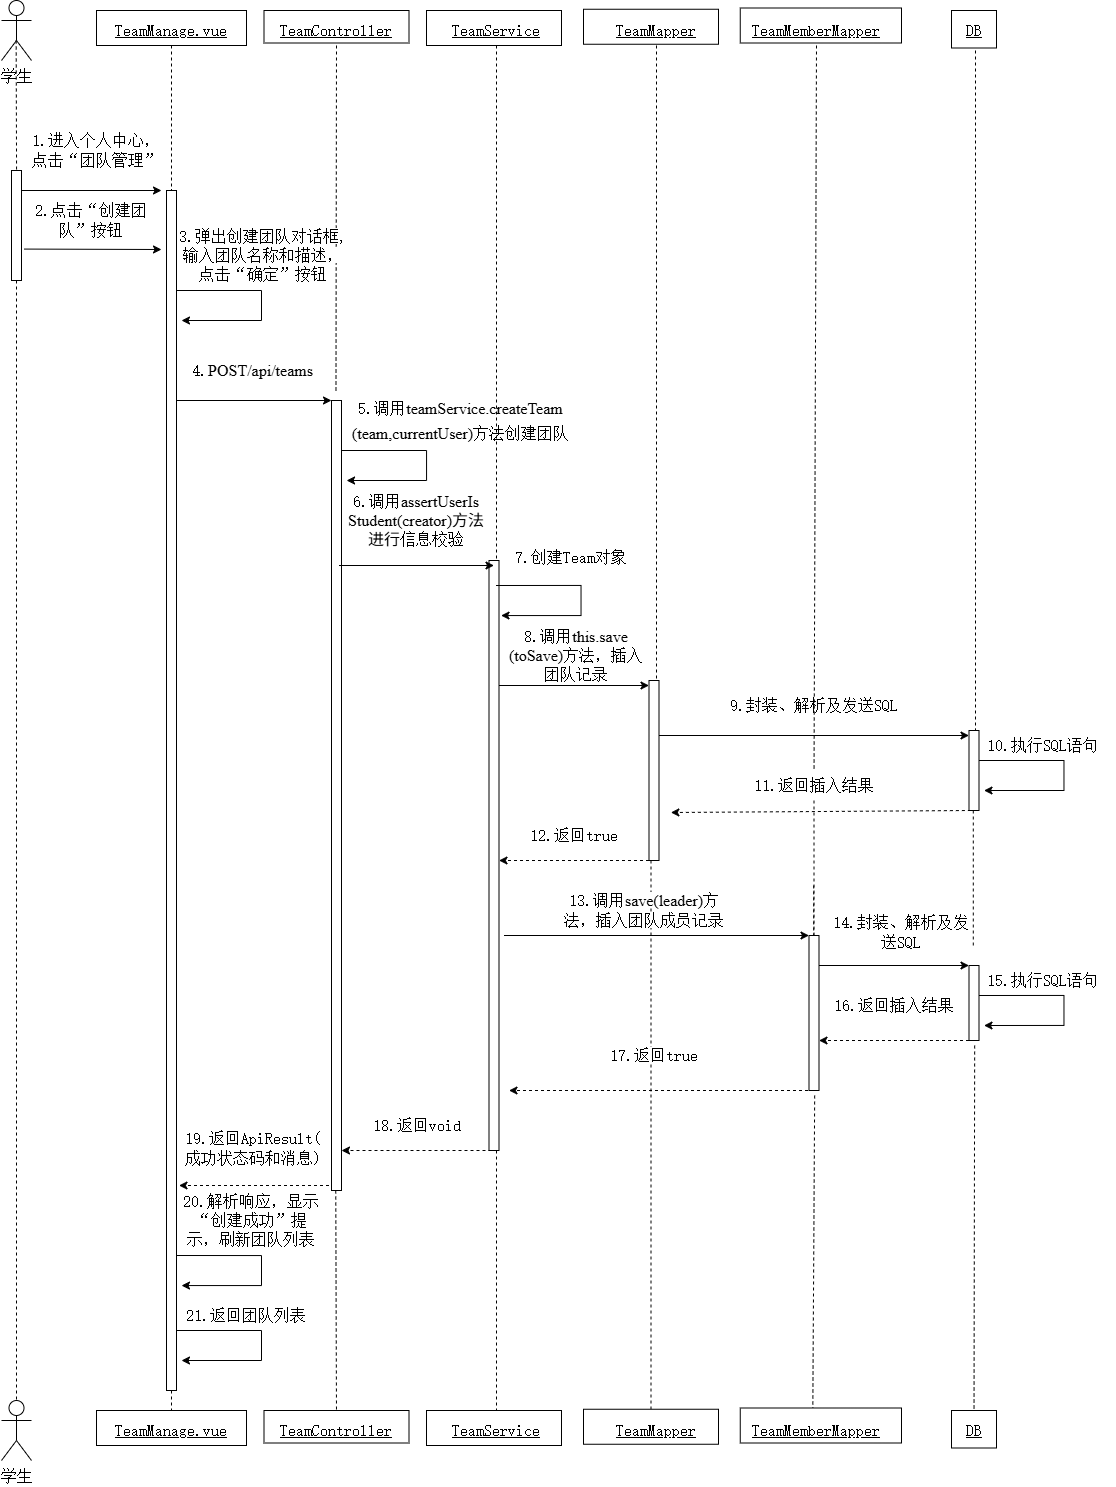 TeamManage.vue
TeamController
TeamService
TeamMapper
TeamMemberMapper
DB
学生
1.进入个人中心，
点击“团队管理”
2.点击“创建团
队”按钮
3.弹出创建团队对话框，
输入团队名称和描述，
点击“确定”按钮
4.POST/api/teams
5.调用teamService.createTeam
(team,currentUser)方法创建团队
6.调用assertUserIs
Student(creator)方法
进行信息校验
7.创建Team对象
8.调用this.save
(toSave)方法，插入
团队记录
9.封装、解析及发送SQL
10.执行SQL语句
11.返回插入结果
12.返回true
13.调用save(leader)方
法，插入团队成员记录
14.封装、解析及发
送SQL
15.执行SQL语句
16.返回插入结果
17.返回true
18.返回void
19.返回ApiResult(
成功状态码和消息)
20.解析响应，显示
“创建成功”提
示，刷新团队列表
21.返回团队列表
TeamManage.vue
TeamController
TeamService
TeamMapper
TeamMemberMapper
DB
学生